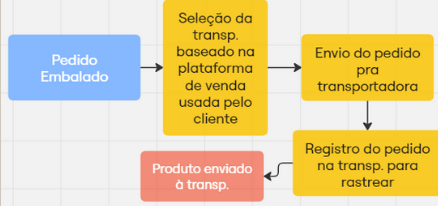 Pedido
Embalado
Seleção da
transp.
baseado na
plataforma
de venda
usada pelo
cliente
Envio do pedido
pra
transportadora
Registro do pedido
na transp. para
rastrear
Produto enviado
à transp.